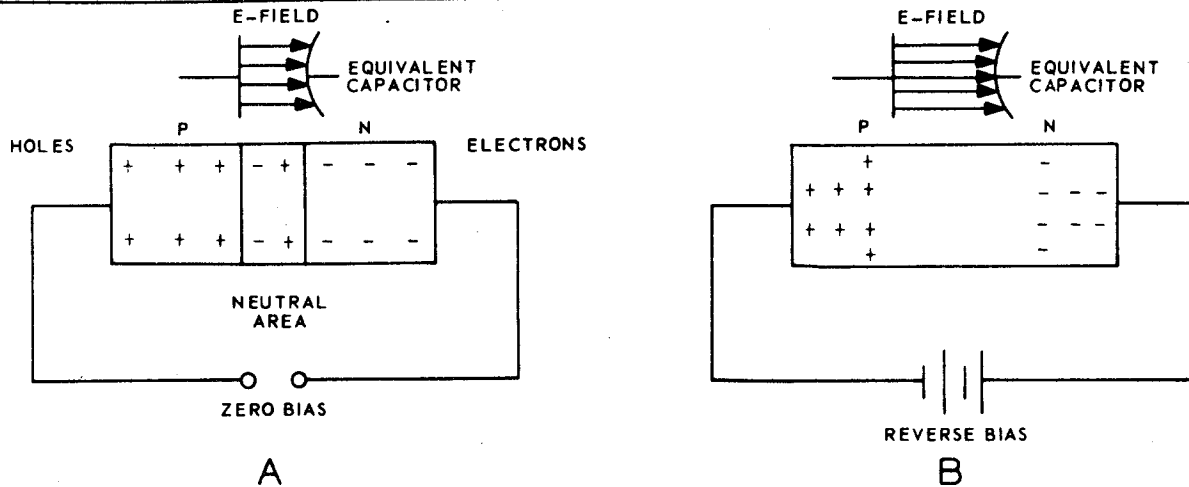 E-FIELD
EQUIVALENT
CAPACITOR
P
N
HOLES
ELECTRONS
+ + + - + - - -
+ + + - + - - -
NEUTRAL
AREA
ZERO BIAS
A
E-FIELD
EQUIVALENT
CAPACITOR
P
N
+ -
+ + + - - -
+ + + - - -
+ -
REVERSE BIAS
B